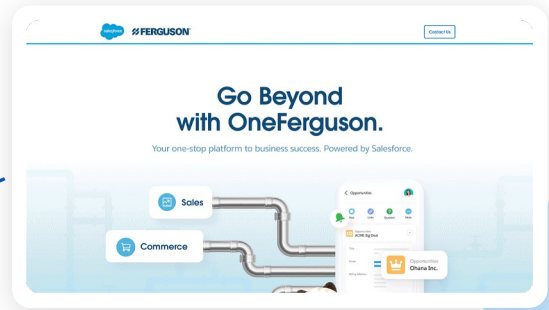 salesforce
FERGUSON
Contact Us
Go Beyond
with OneFerguson.
Your one-stop platform to business success. Powered by Salesforce.
Sales
Commerce
Opportunities
ACME Big Deal
Opportunities
Ohana Inc.